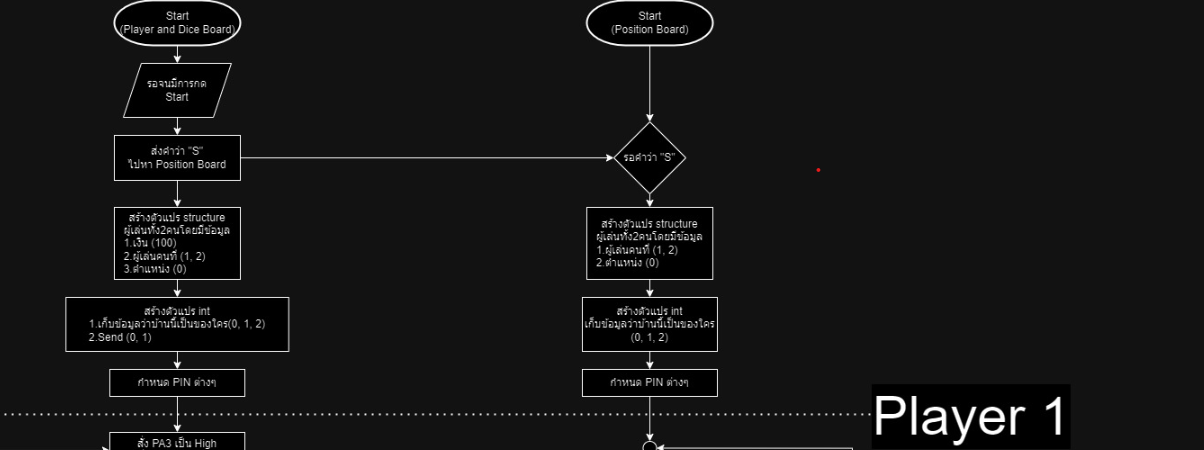 Start
(Player and Dice Board)
รอจนมีการกด
Start
ส่งคำว่า "S"
ไปหา Position Board
สร้างตัวแปร structure
ผู้เล่นทั้ง2คนโดยมีข้อมูล
1.เงิน (100)
2.ผู้เล่นคนที่ (1, 2)
3.ตำแหน่ง (0)
สร้างตัวแปร int
1.เก็บข้อมูลว่าบ้านนี้เป็นของใคร(0, 1, 2)
2.Send (0, 1)
กำหนด PIN ต่างๆ
สั่ง PA3 เป็น High
Start
(Position Board)
รอคำว่า "S"
สร้างตัวแปร structure
ผู้เล่นทั้ง2คนโดยมีข้อมูล
1.ผู้เล่นคนที่ (1, 2)
2.ตำแหน่ง (0)
สร้างตัวแปร int
เก็บข้อมูลว่าบ้านนี้เป็นของใคร
(0, 1, 2)
กำหนด PIN ต่างๆ
Player 1